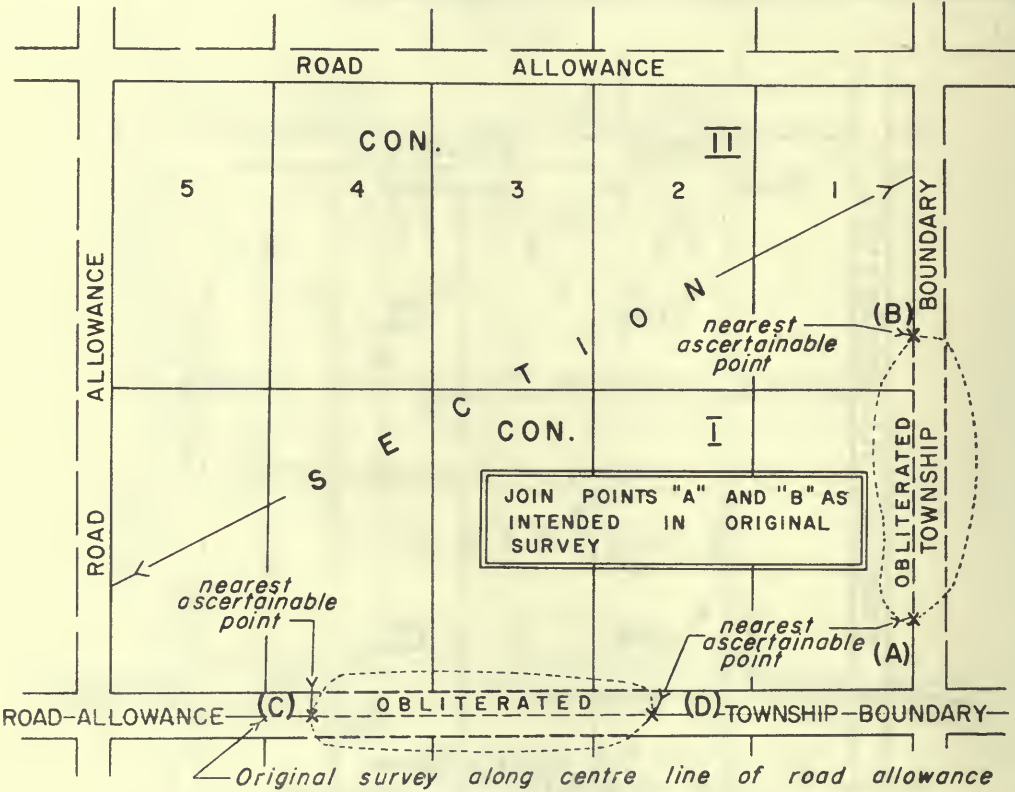 ROAD ALLOWANCE
CON. II
5 4 3 2 1
BOUNDARY
ROAD ALLOWANCE
SECTION
(B)
nearest
ascertainable
point
CON. I
OBLITERATED
TOWNSHIP
JOIN POINTS "A" AND "B" AS
INTENDED IN ORIGINAL
SURVEY
nearest
ascertainable
point
nearest
ascertainable
point
(A)
ROAD-ALLOWANCE (C) OBLITERATED (D) TOWNSHIP-BOUNDARY
Original survey along centre line of road allowance